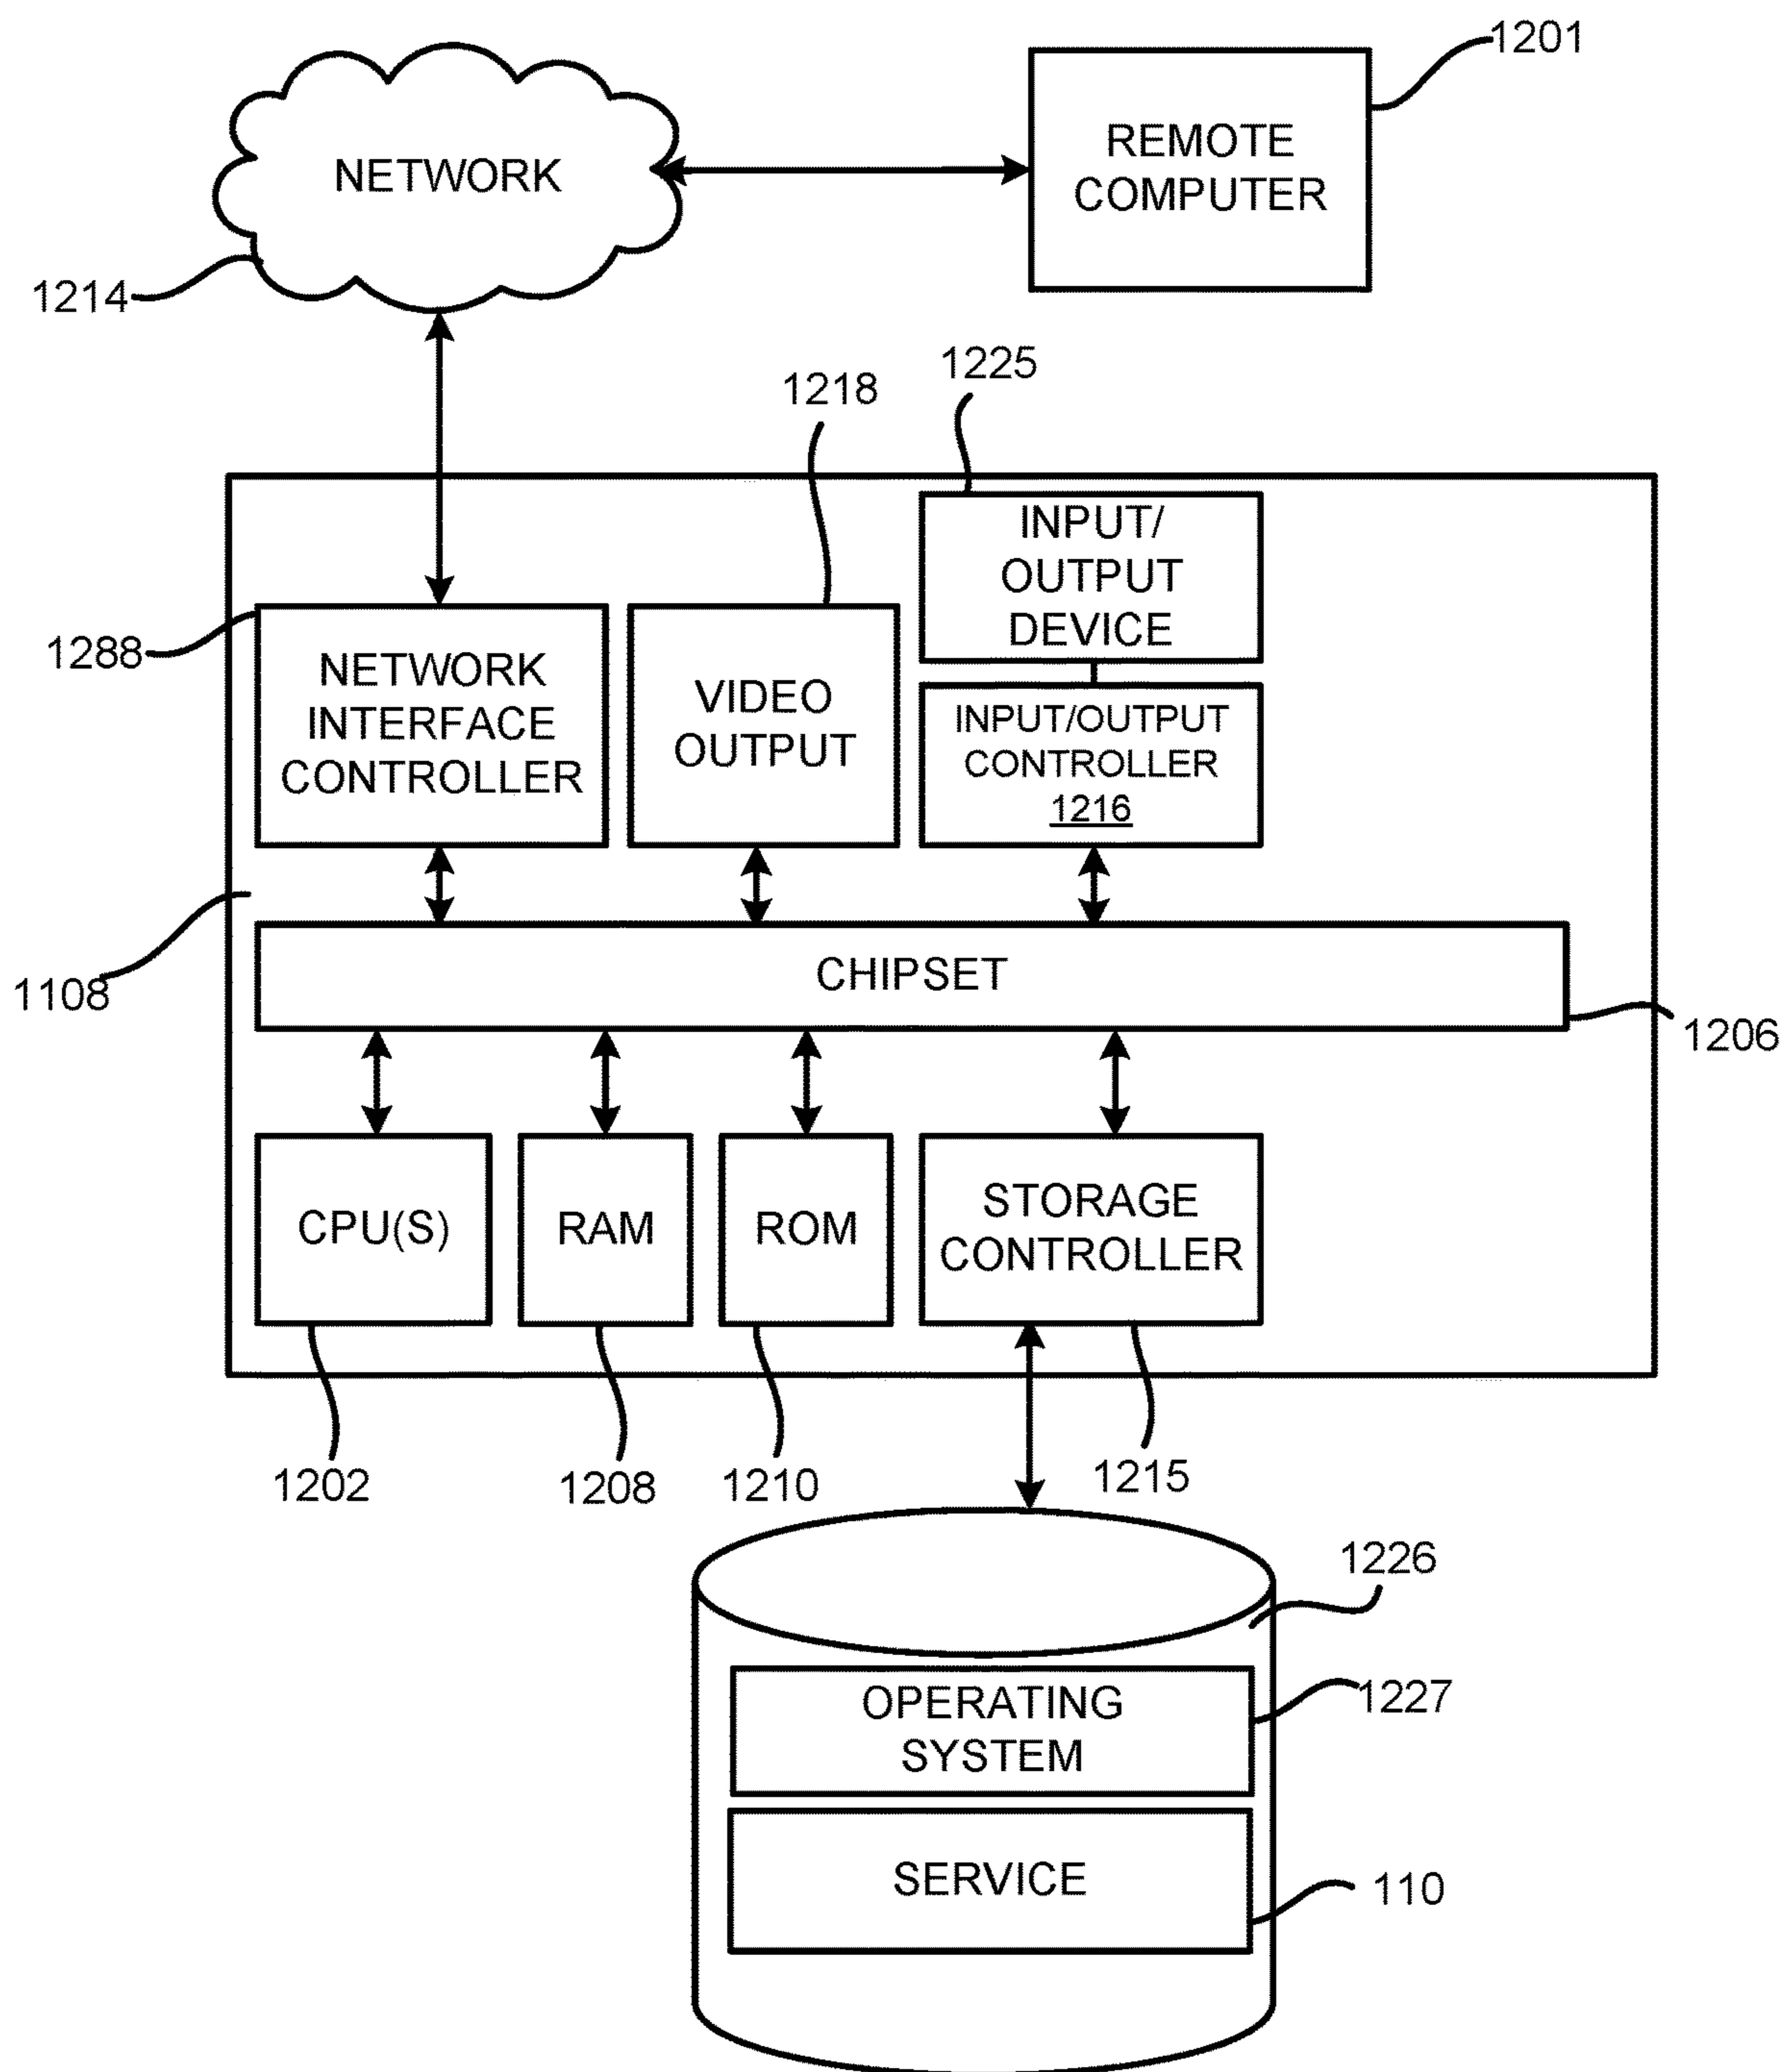 1201
REMOTE
COMPUTER
NETWORK
1214
1225
1218
INPUT/
OUTPUT
DEVICE
1288
NETWORK
INTERFACE
CONTROLLER
VIDEO
OUTPUT
INPUT/OUTPUT
CONTROLLER
1216
1108
CHIPSET
1206
CPU(S)
RAM
ROM
STORAGE
CONTROLLER
1202
1208
1210
1215
1226
OPERATING
SYSTEM
1227
SERVICE
110